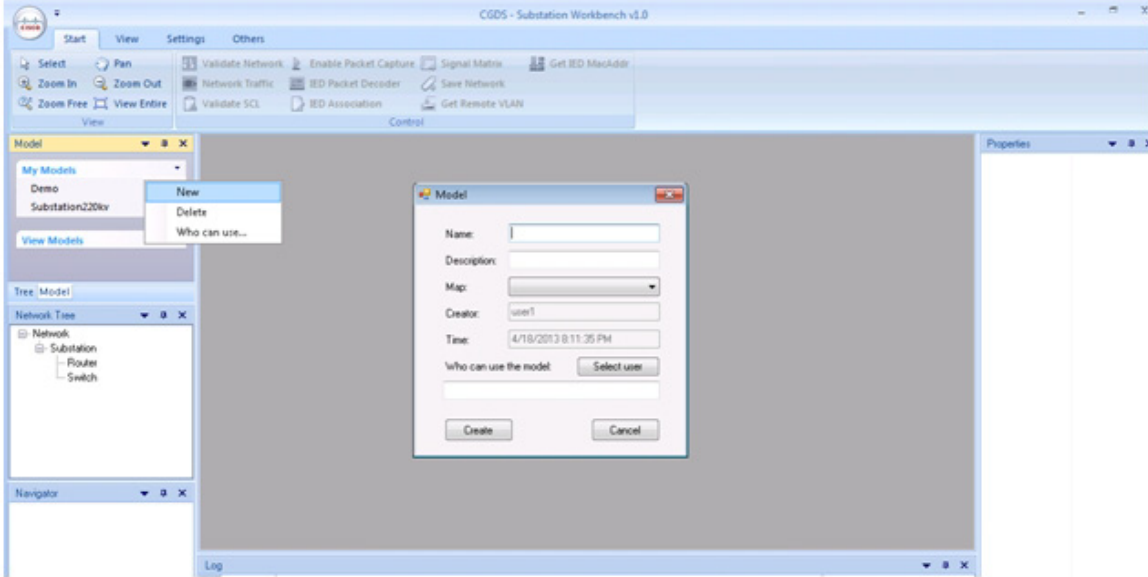 CGDS - Substation Workbench v1.0
CISCO
Start View Settings Others
Select Pan Validate Network Enable Packet Capture Signal Matrix Get IED MacAddr
Zoom In Zoom Out Network Traffic IED Packet Decoder Save Network
Zoom Free View Entire Validate SCL IED Association Get Remote VLAN
View Control
Model
My Models
Demo
Substation220kv
View Models
New
Delete
Who can use...
Tree Model
Network Tree
Network
Substation
Router
Switch
Navigator
Model
Name:
Description:
Map:
Creator: user1
Time: 4/18/2013 8:11:35 PM
Who can use the model: Select user
Create Cancel
Properties
Log